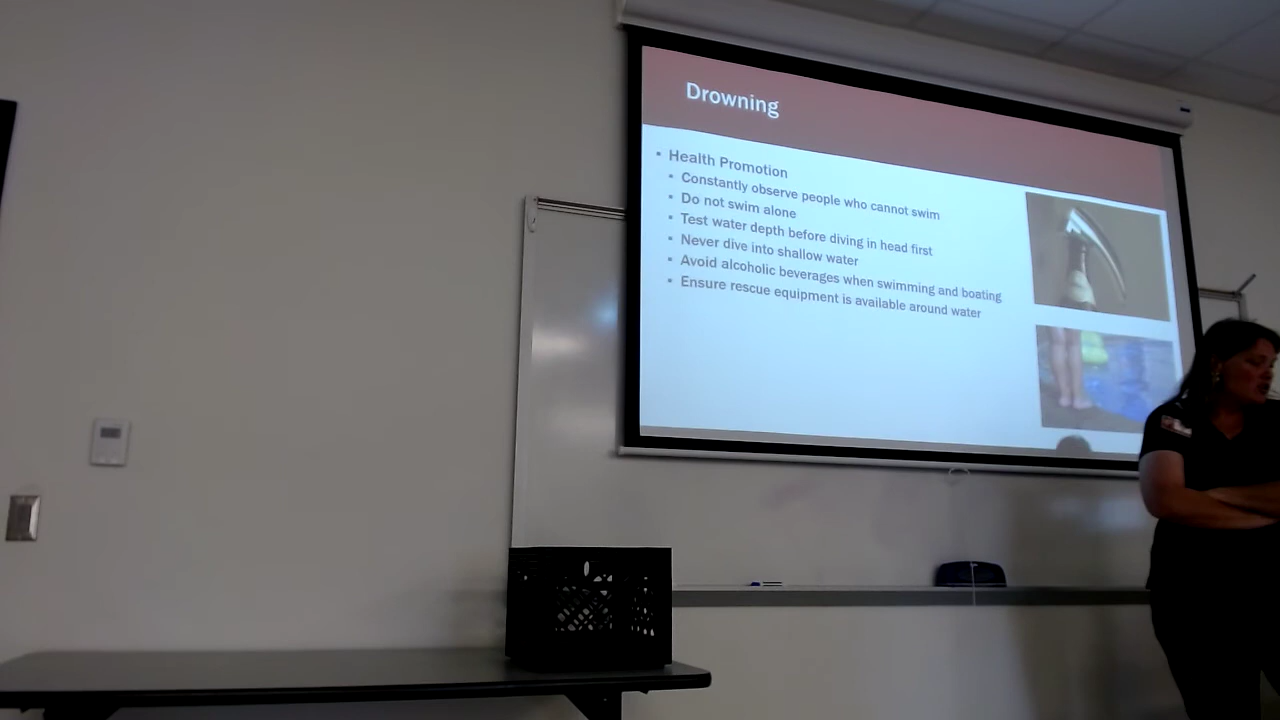 Drowning
▪ Health Promotion
▪ Constantly observe people who cannot swim
▪ Do not swim alone
▪ Test water depth before diving in head first
▪ Never dive into shallow water
▪ Avoid alcoholic beverages when swimming and boating
▪ Ensure rescue equipment is available around water